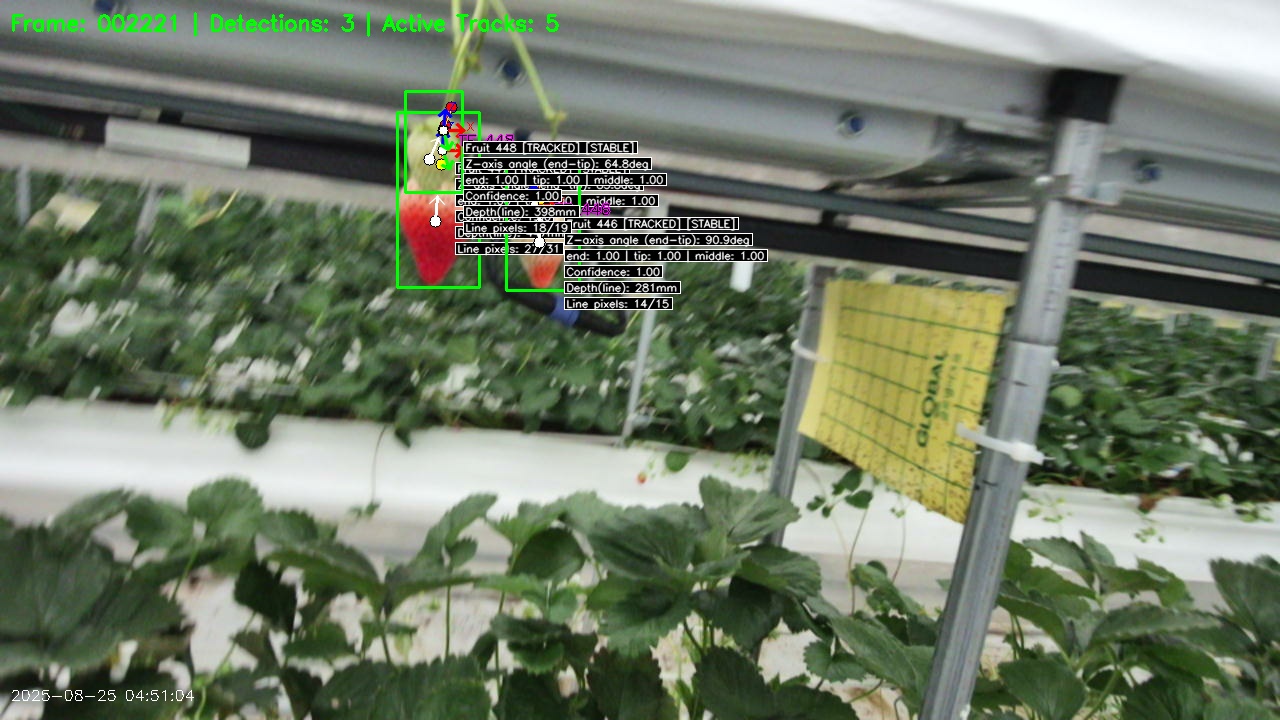 Frame: 002221 | Detections: 3 | Active Tracks: 5
Fruit 448 [TRACKED] [STABLE]
Z-axis angle (end-tip): 64.8deg
end: 1.00 | tip: 1.00 | middle: 1.00
Confidence: 1.00
Depth(line): 398mm
Line pixels: 18/19
Line pixels: 27/31
Fruit 446 [TRACKED] [STABLE]
Z-axis angle (end-tip): 90.9deg
end: 1.00 | tip: 1.00 | middle: 1.00
Confidence: 1.00
Depth(line): 281mm
Line pixels: 14/15
GLOBAL
2025-08-25 04:51:04